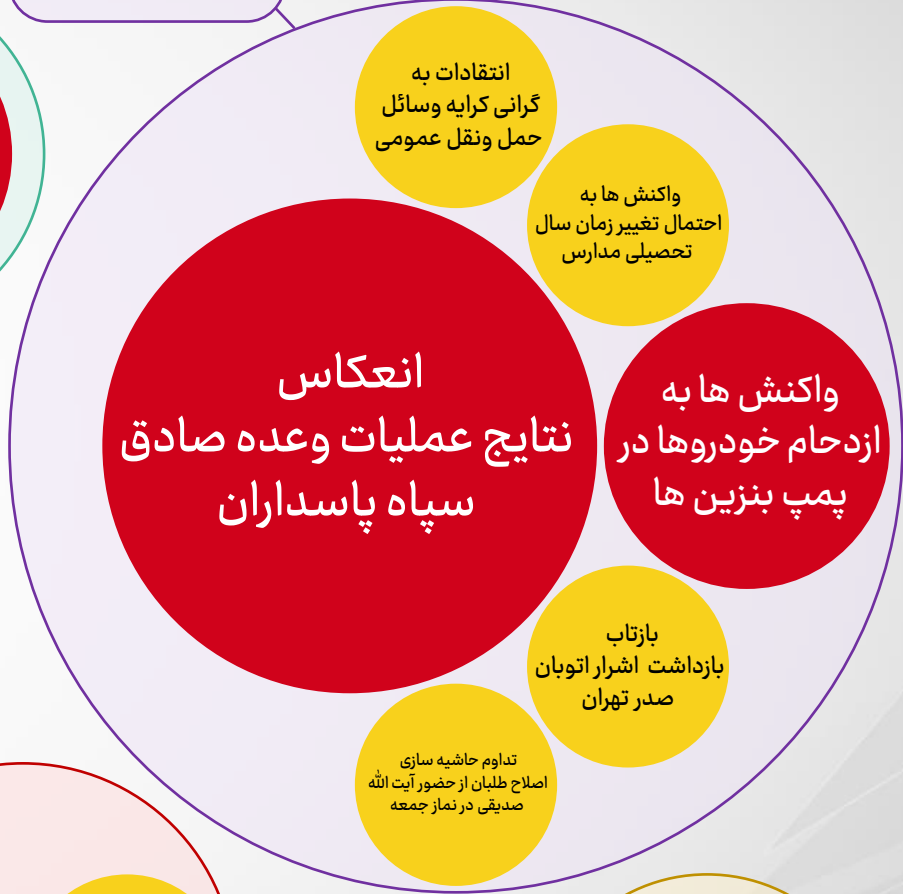 انتقادات به
گرانی کرایه وسائل
حمل ونقل عمومی
واکنش ها به
احتمال تغییر زمان سال
تحصیلی مدارس
انعکاس
نتایج عملیات وعده صادق
سپاه پاسداران
واکنش ها به
ازدحام خودروها در
پمپ بنزین ها
بازتاب
بازداشت اشرار اتوبان
صدر تهران
تداوم حاشیه سازی
اصلاح طلبان از حضور آیت الله
صدیقی در نماز جمعه